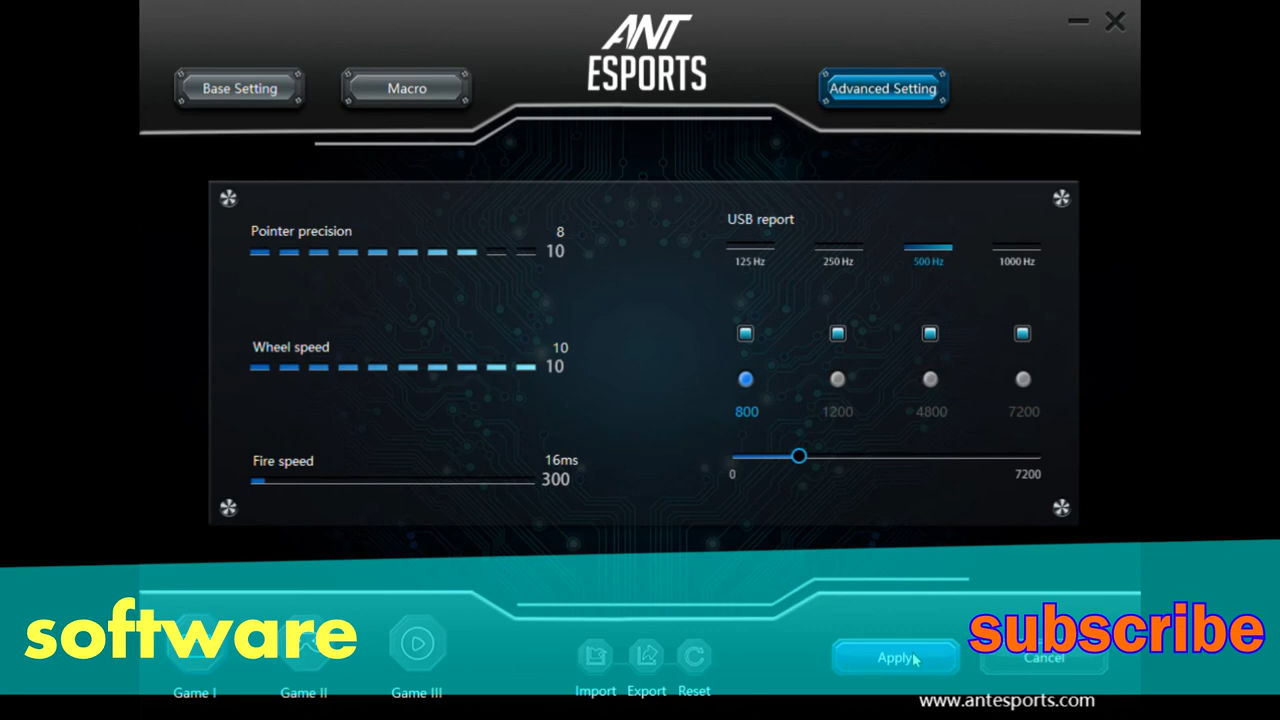 ANT
ESPORTS
Base Setting
Macro
Advanced Setting
Pointer precision
8
10
Wheel speed
10
10
Fire speed
16ms
300
USB report
125 Hz
250 Hz
500 Hz
1000 Hz
800
1200
4800
7200
0
7200
software
subscribe
Game I
Game II
Game III
Import
Export
Reset
Apply
Cancel
www.antesports.com